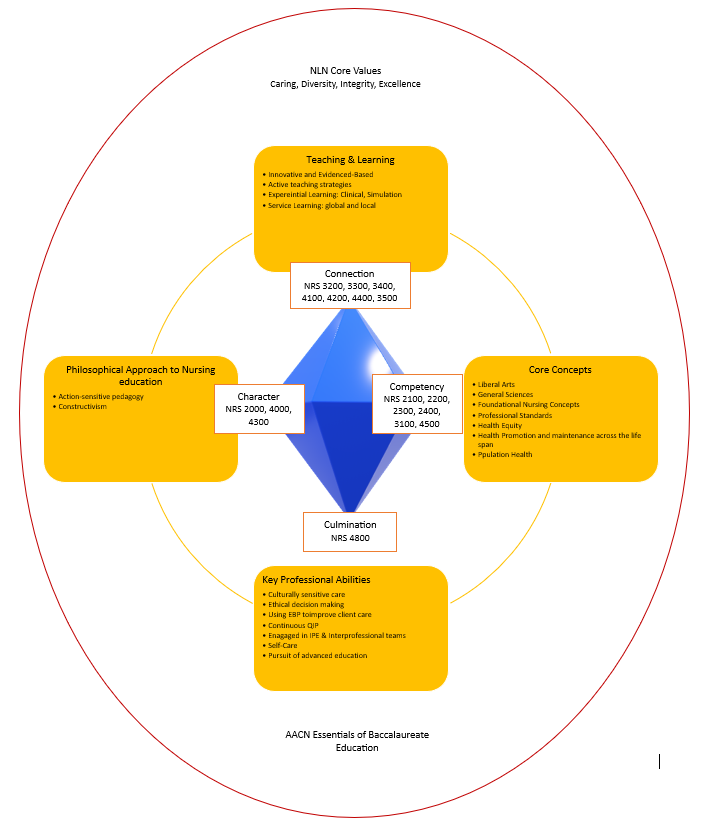 NLN Core Values
Caring, Diversity, Integrity, Excellence
Teaching & Learning
• Innovative and Evidenced-Based
• Active teaching strategies
• Expereintial Learning: Clinical, Simulation
• Service Learning: global and local
Connection
NRS 3200, 3300, 3400,
4100, 4200, 4400, 3500
Philosophical Approach to Nursing
education
• Action-sensitive pedagogy
• Constructivism
Character
NRS 2000, 4000,
4300
Competency
NRS 2100, 2200,
2300, 2400,
3100, 4500
Core Concepts
• Liberal Arts
• General Sciences
• Foundational Nursing Concepts
• Professional Standards
• Health Equity
• Health Promotion and maintenance across the life
span
• Ppulation Health
Culmination
NRS 4800
Key Professional Abilities
• Culturally sensitive care
• Ethical decision making
• Using EBP toimprove client care
• Continuous QIP
• Enagaged in IPE & Interprofessional teams
• Self-Care
• Pursuit of advanced education
AACN Essentials of Baccalaureate
Education